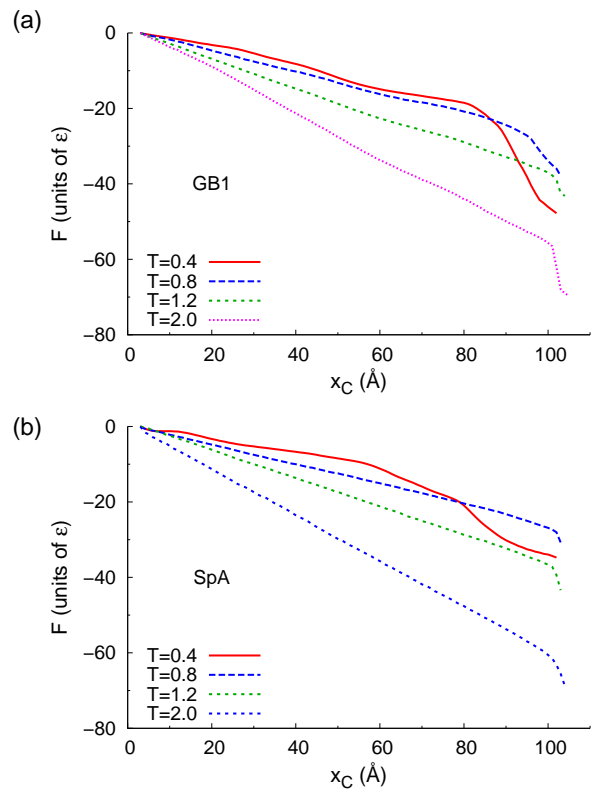 (a)
0
−20
−40
−60
−80
F (units of ε)
GB1
T=0.4
T=0.8
T=1.2
T=2.0
0 20 40 60 80 100
x_C (Å)
(b)
0
−20
−40
−60
−80
F (units of ε)
SpA
T=0.4
T=0.8
T=1.2
T=2.0
0 20 40 60 80 100
x_C (Å)